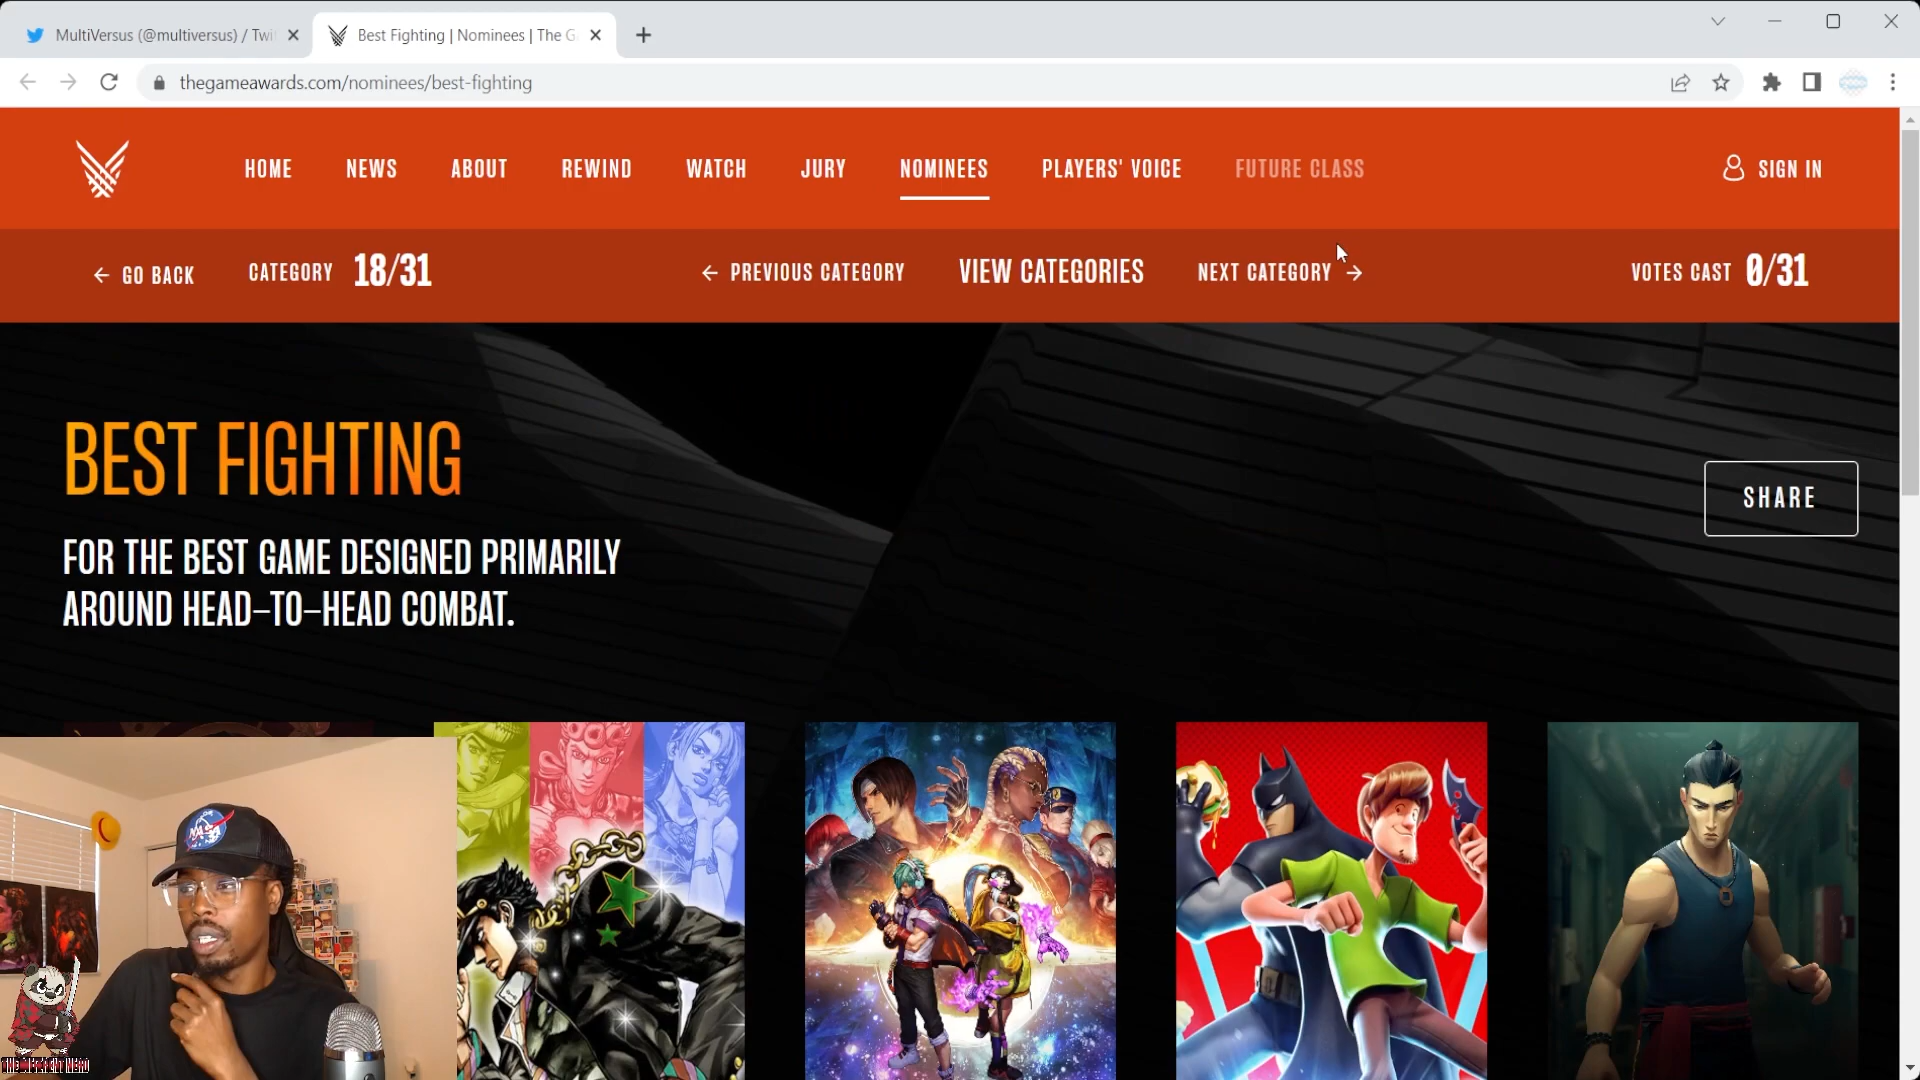 MultiVersus (@multiversus) / Twi
Best Fighting | Nominees | The G
thegameawards.com/nominees/best-fighting
HOME NEWS ABOUT REWIND WATCH JURY NOMINEES PLAYERS' VOICE FUTURE CLASS SIGN IN
GO BACK CATEGORY 18/31 PREVIOUS CATEGORY VIEW CATEGORIES NEXT CATEGORY VOTES CAST 0/31
BEST FIGHTING
SHARE
FOR THE BEST GAME DESIGNED PRIMARILY
AROUND HEAD-TO-HEAD COMBAT.
NASA